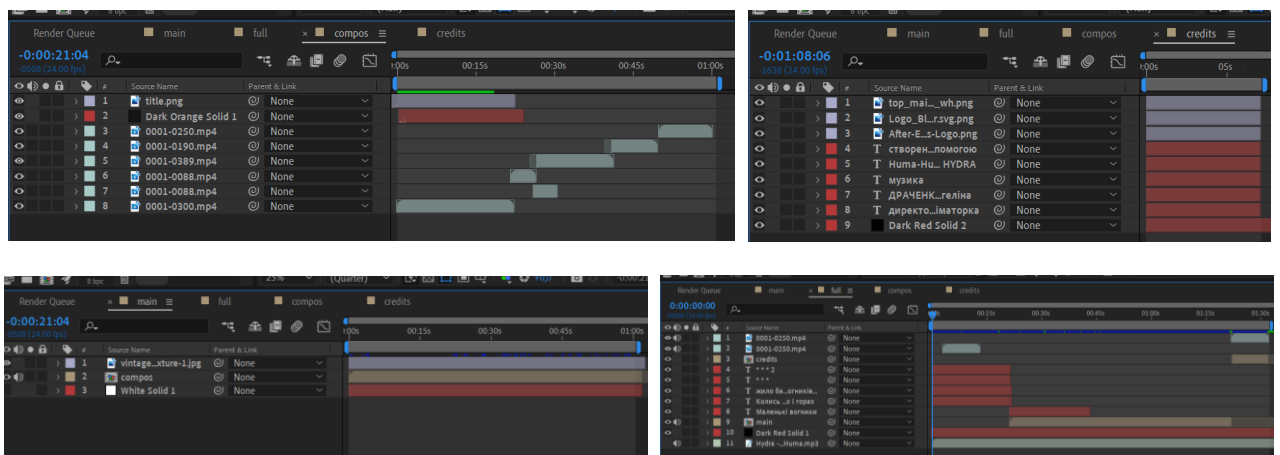 8 bpc
Render Queue main full × compos ≡ credits
-0:00:21:04
-0508 (24.00 fps)
:00s 00:15s 00:30s 00:45s 01:00s
# Source Name Parent & Link
1 title.png None
2 Dark Orange Solid 1 None
3 0001-0250.mp4 None
4 0001-0190.mp4 None
5 0001-0389.mp4 None
6 0001-0088.mp4 None
7 0001-0088.mp4 None
8 0001-0300.mp4 None
8 bpc
Render Queue main full compos × credits ≡
-0:01:08:06
-1638 (24.00 fps)
:00s 05s
# Source Name Parent & Link
1 top_mai..._wh.png None
2 Logo_Bl...r.svg.png None
3 After-E...s-Logo.png None
4 T створен...помогою None
5 T Huma-Hu... HYDRA None
6 T музика None
7 T ДРАЧЕНК...геліна None
8 T директо...іматорка None
9 Dark Red Solid 2 None
8 bpc 25% (Quarter) +0,0
Render Queue × main ≡ full compos credits
-0:00:21:04
-0508 (24.00 fps)
:00s 00:15s 00:30s 00:45s 01:00s
# Source Name Parent & Link
1 vintage...xture-1.jpg None
2 compos None
3 White Solid 1 None
Render Queue main × full ≡ compos credits
0:00:00:00
00:15s 00:30s 00:45s 01:00s 01:15s 01:30s
# Source Name Parent & Link
1 0001-0250.mp4 None
2 0001-0250.mp4 None
3 credits None
4 T * * * 2 None
5 T * * * None
6 T жило ба...огників... None
7 T Колись ...х і горах None
8 T Маленькі вогники None
9 main None
10 Dark Red Solid 1 None
11 Hydra -...Huma.mp3 None